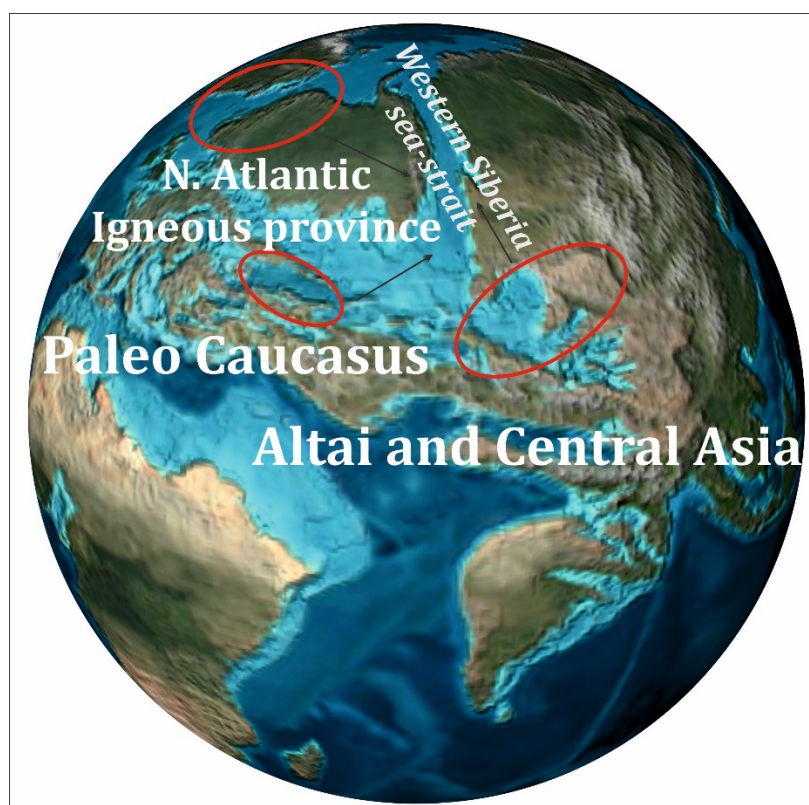 Western Siberia
sea-strait
N. Atlantic
Igneous province
Paleo Caucasus
Altai and Central Asia